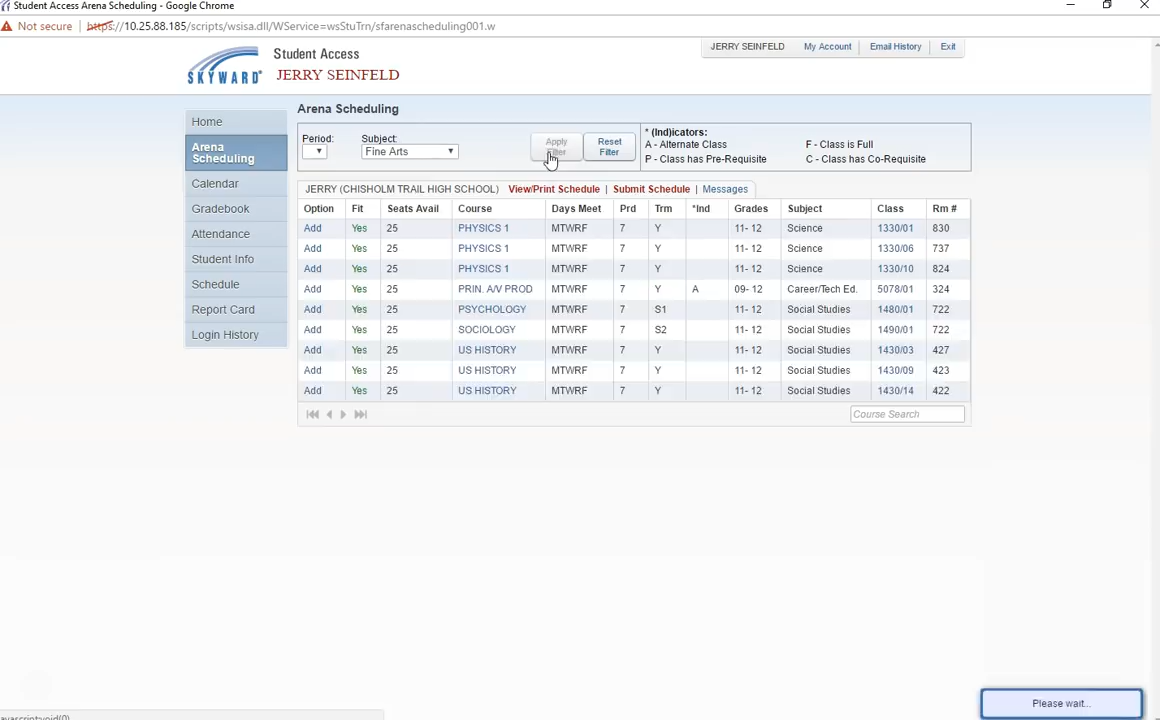 Student Access Arena Scheduling - Google Chrome
Not secure | https://10.25.88.185/scripts/wsisa.dll/WService=wsStuTrn/sfarenascheduling001.w
SKYWARD
Student Access
JERRY SEINFELD
JERRY SEINFELD My Account Email History Exit
Home
Arena Scheduling
Calendar
Gradebook
Attendance
Student Info
Schedule
Report Card
Login History
Arena Scheduling
Period: Subject:
Fine Arts
Apply Filter
Reset Filter
* (Ind)icators:
A - Alternate Class F - Class is Full
P - Class has Pre-Requisite C - Class has Co-Requisite
JERRY (CHISHOLM TRAIL HIGH SCHOOL) View/Print Schedule | Submit Schedule | Messages
Option Fit Seats Avail Course Days Meet Prd Trm *Ind Grades Subject Class Rm #
Add Yes 25 PHYSICS 1 MTWRF 7 Y 11- 12 Science 1330/01 830
Add Yes 25 PHYSICS 1 MTWRF 7 Y 11- 12 Science 1330/06 737
Add Yes 25 PHYSICS 1 MTWRF 7 Y 11- 12 Science 1330/10 824
Add Yes 25 PRIN. A/V PROD MTWRF 7 Y A 09- 12 Career/Tech Ed. 5078/01 324
Add Yes 25 PSYCHOLOGY MTWRF 7 S1 11- 12 Social Studies 1480/01 722
Add Yes 25 SOCIOLOGY MTWRF 7 S2 11- 12 Social Studies 1490/01 722
Add Yes 25 US HISTORY MTWRF 7 Y 11- 12 Social Studies 1430/03 427
Add Yes 25 US HISTORY MTWRF 7 Y 11- 12 Social Studies 1430/09 423
Add Yes 25 US HISTORY MTWRF 7 Y 11- 12 Social Studies 1430/14 422
Course Search
Please wait...